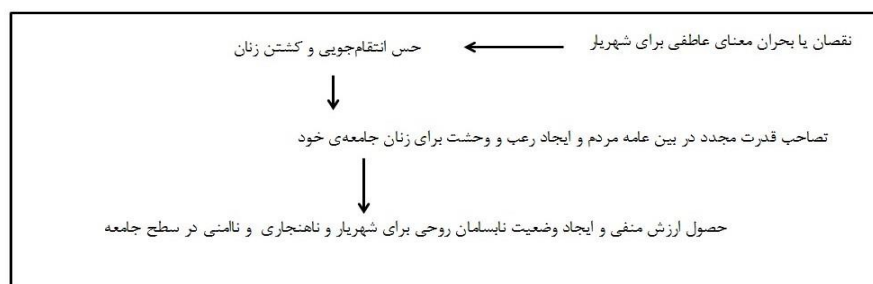 نقصان یا بحران معنای عاطفی برای شهریار
حس انتقام‌جویی و کشتن زنان
تصاحب قدرت مجدد در بین عامه مردم و ایجاد رعب و وحشت برای زنان جامعه‌ی خود
حصول ارزش منفی و ایجاد وضعیت نابسامان روحی برای شهریار و ناهنجاری و ناامنی در سطح جامعه